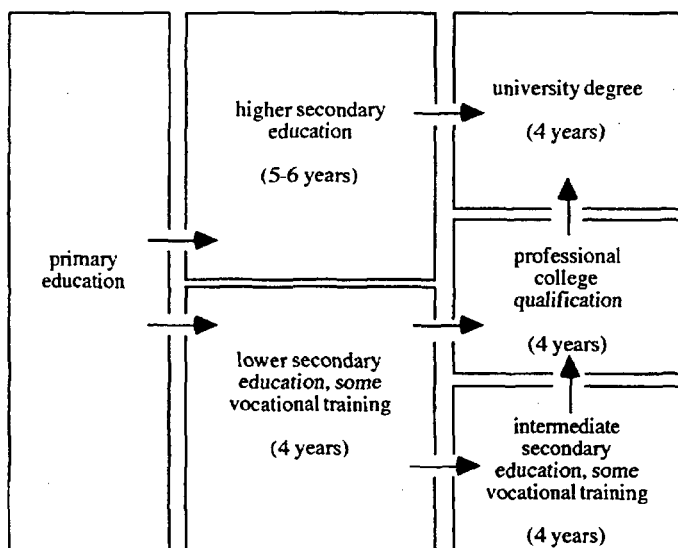 primary
education
higher secondary
education
(5-6 years)
lower secondary
education, some
vocational training
(4 years)
university degree
(4 years)
professional
college
qualification
(4 years)
intermediate
secondary
education, some
vocational training
(4 years)